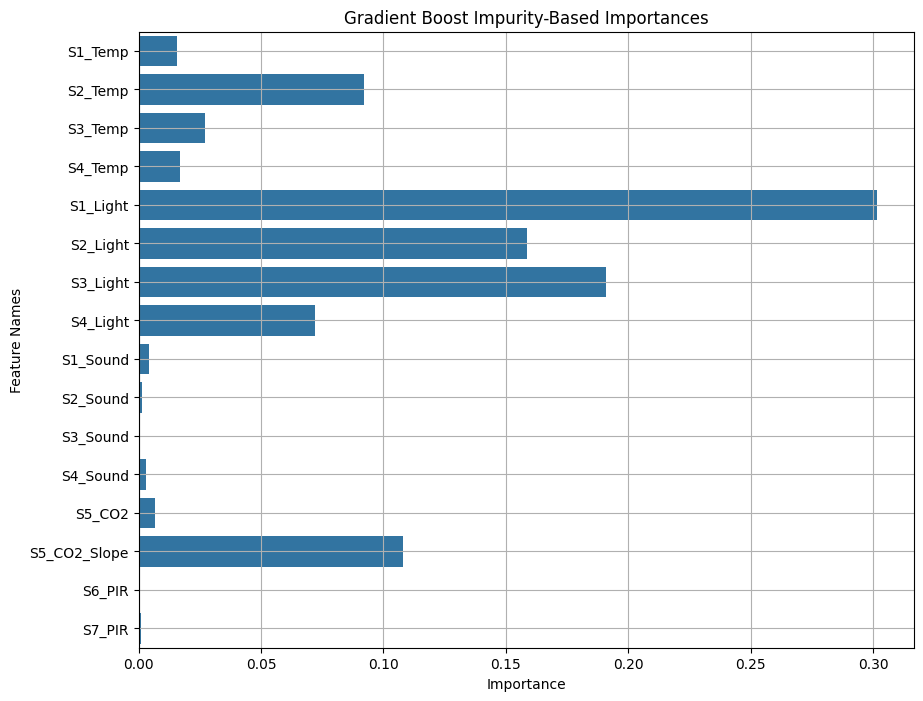 Gradient Boost Impurity-Based Importances
Feature Names
S1_Temp
S2_Temp
S3_Temp
S4_Temp
S1_Light
S2_Light
S3_Light
S4_Light
S1_Sound
S2_Sound
S3_Sound
S4_Sound
S5_CO2
S5_CO2_Slope
S6_PIR
S7_PIR
0.00 0.05 0.10 0.15 0.20 0.25 0.30
Importance